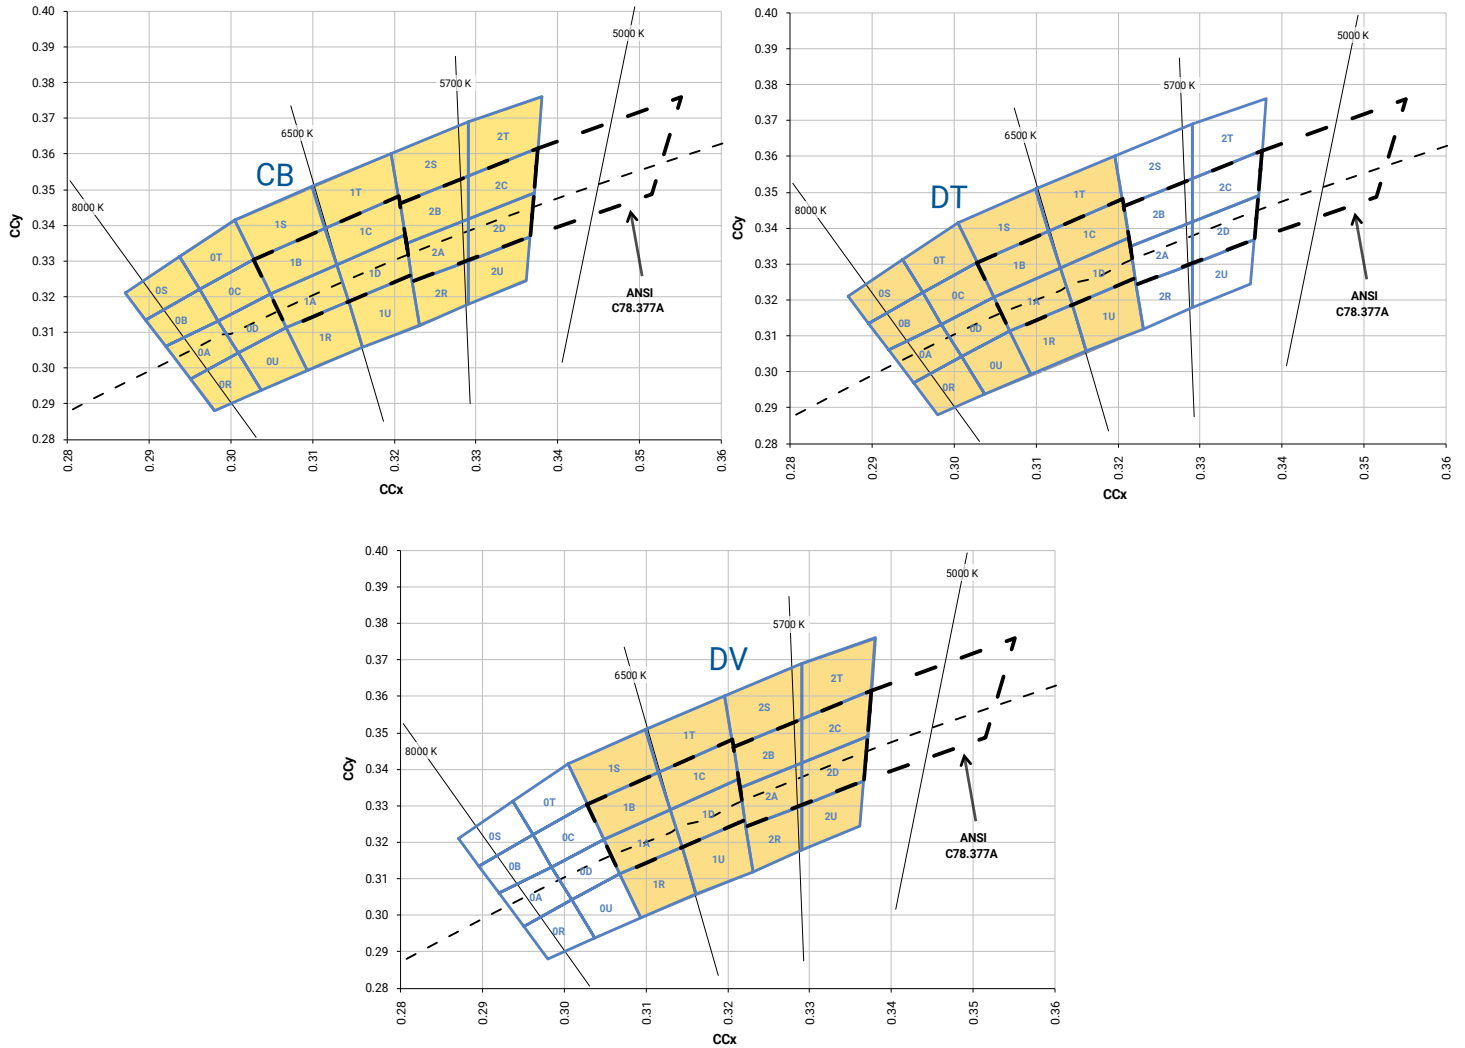 0.40
0.39
0.38
0.37
0.36
0.35
0.34
0.33
0.32
0.31
0.30
0.29
0.28
CCy
0.28
0.29
0.30
0.31
0.32
0.33
0.34
0.35
0.36
CCx
CB
8000 K
6500 K
5700 K
5000 K
ANSI
C78.377A
0S
0T
0B
0C
0A
0D
0R
0U
1S
1T
1B
1C
1A
1D
1R
1U
2S
2T
2B
2C
2A
2D
2R
2U
0.40
0.39
0.38
0.37
0.36
0.35
0.34
0.33
0.32
0.31
0.30
0.29
0.28
CCy
0.28
0.29
0.30
0.31
0.32
0.33
0.34
0.35
0.36
CCx
DT
8000 K
6500 K
5700 K
5000 K
ANSI
C78.377A
0S
0T
0B
0C
0A
0D
0R
0U
1S
1T
1B
1C
1A
1D
1R
1U
2S
2T
2B
2C
2A
2D
2R
2U
0.40
0.39
0.38
0.37
0.36
0.35
0.34
0.33
0.32
0.31
0.30
0.29
0.28
CCy
0.28
0.29
0.30
0.31
0.32
0.33
0.34
0.35
0.36
CCx
DV
8000 K
6500 K
5700 K
5000 K
ANSI
C78.377A
0S
0T
0B
0C
0A
0D
0R
0U
1S
1T
1B
1C
1A
1D
1R
1U
2S
2T
2B
2C
2A
2D
2R
2U